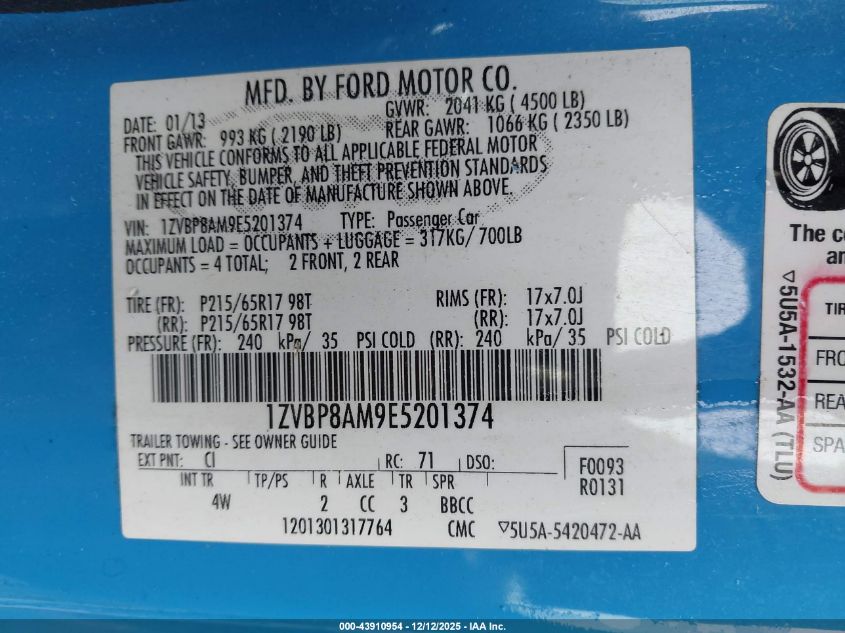 MFD. BY FORD MOTOR CO.
DATE: 01/13
GVWR: 2041 KG ( 4500 LB)
FRONT GAWR: 993 KG ( 2190 LB)
REAR GAWR: 1066 KG ( 2350 LB)
THIS VEHICLE CONFORMS TO ALL APPLICABLE FEDERAL MOTOR
VEHICLE SAFETY, BUMPER, AND THEFT PREVENTION STANDARDS
IN EFFECT ON THE DATE OF MANUFACTURE SHOWN ABOVE.
VIN: 1ZVBP8AM9E5201374 TYPE: Passenger Car
MAXIMUM LOAD = OCCUPANTS + LUGGAGE = 317KG/ 700LB
OCCUPANTS = 4 TOTAL; 2 FRONT, 2 REAR
TIRE (FR): P215/65R17 98T RIMS (FR): 17x7.0J
(RR): P215/65R17 98T (RR): 17x7.0J
PRESSURE (FR): 240 kPa/ 35 PSI COLD (RR): 240 kPa/ 35 PSI COLD
1ZVBP8AM9E5201374
TRAILER TOWING - SEE OWNER GUIDE
EXT PNT: CI RC: 71 DSO:
F0093
R0131
INT TR TP/PS R AXLE TR SPR
4W 2 CC 3 BBCC
1201301317764 CMC ▽5U5A-5420472-AA
▽5U5A-1532-AA (TLU)
The co
an
TIR
FRO
REA
SPA
000-43910954 - 12/12/2025 - IAA Inc.